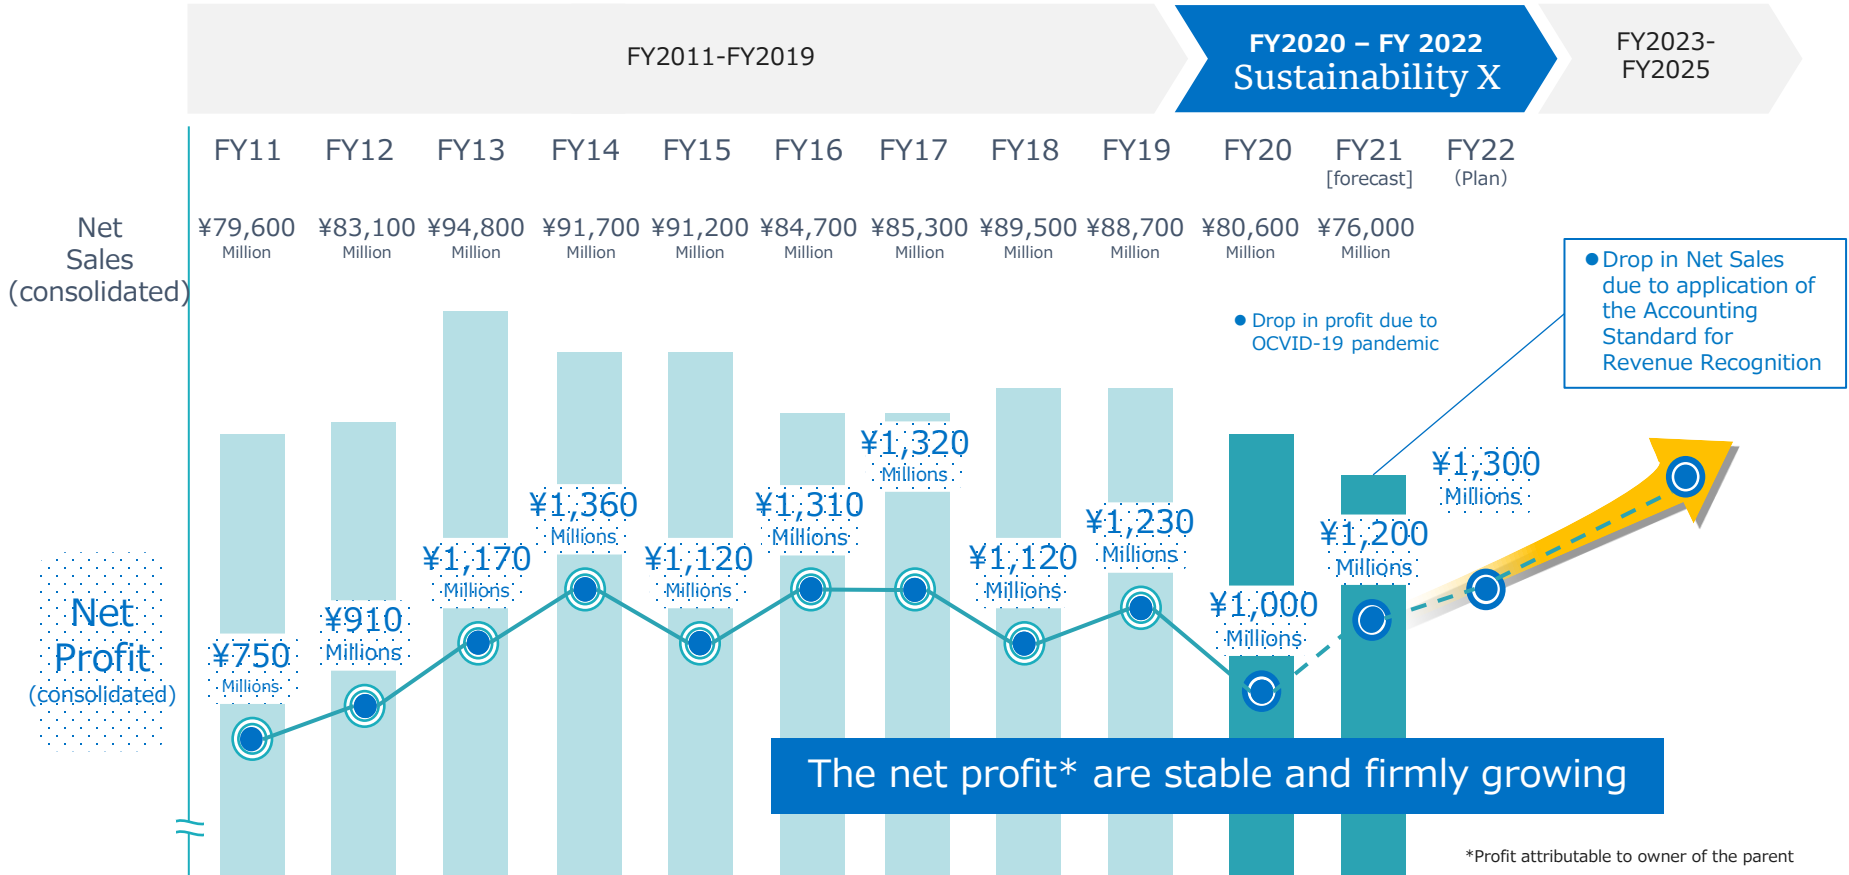 FY2011-FY2019
FY2020 – FY 2022
Sustainability X
FY2023-
FY2025
FY11
FY12
FY13
FY14
FY15
FY16
FY17
FY18
FY19
FY20
FY21
[forecast]
FY22
(Plan)
Net
Sales
(consolidated)
¥79,600
Million
¥83,100
Million
¥94,800
Million
¥91,700
Million
¥91,200
Million
¥84,700
Million
¥85,300
Million
¥89,500
Million
¥88,700
Million
¥80,600
Million
¥76,000
Million
● Drop in Net Sales
due to application of
the Accounting
Standard for
Revenue Recognition
● Drop in profit due to
OCVID-19 pandemic
Net
Profit
(consolidated)
¥750
Millions
¥910
Millions
¥1,170
Millions
¥1,360
Millions
¥1,120
Millions
¥1,310
Millions
¥1,320
Millions
¥1,120
Millions
¥1,230
Millions
¥1,000
Millions
¥1,200
Millions
¥1,300
Millions
The net profit* are stable and firmly growing
*Profit attributable to owner of the parent